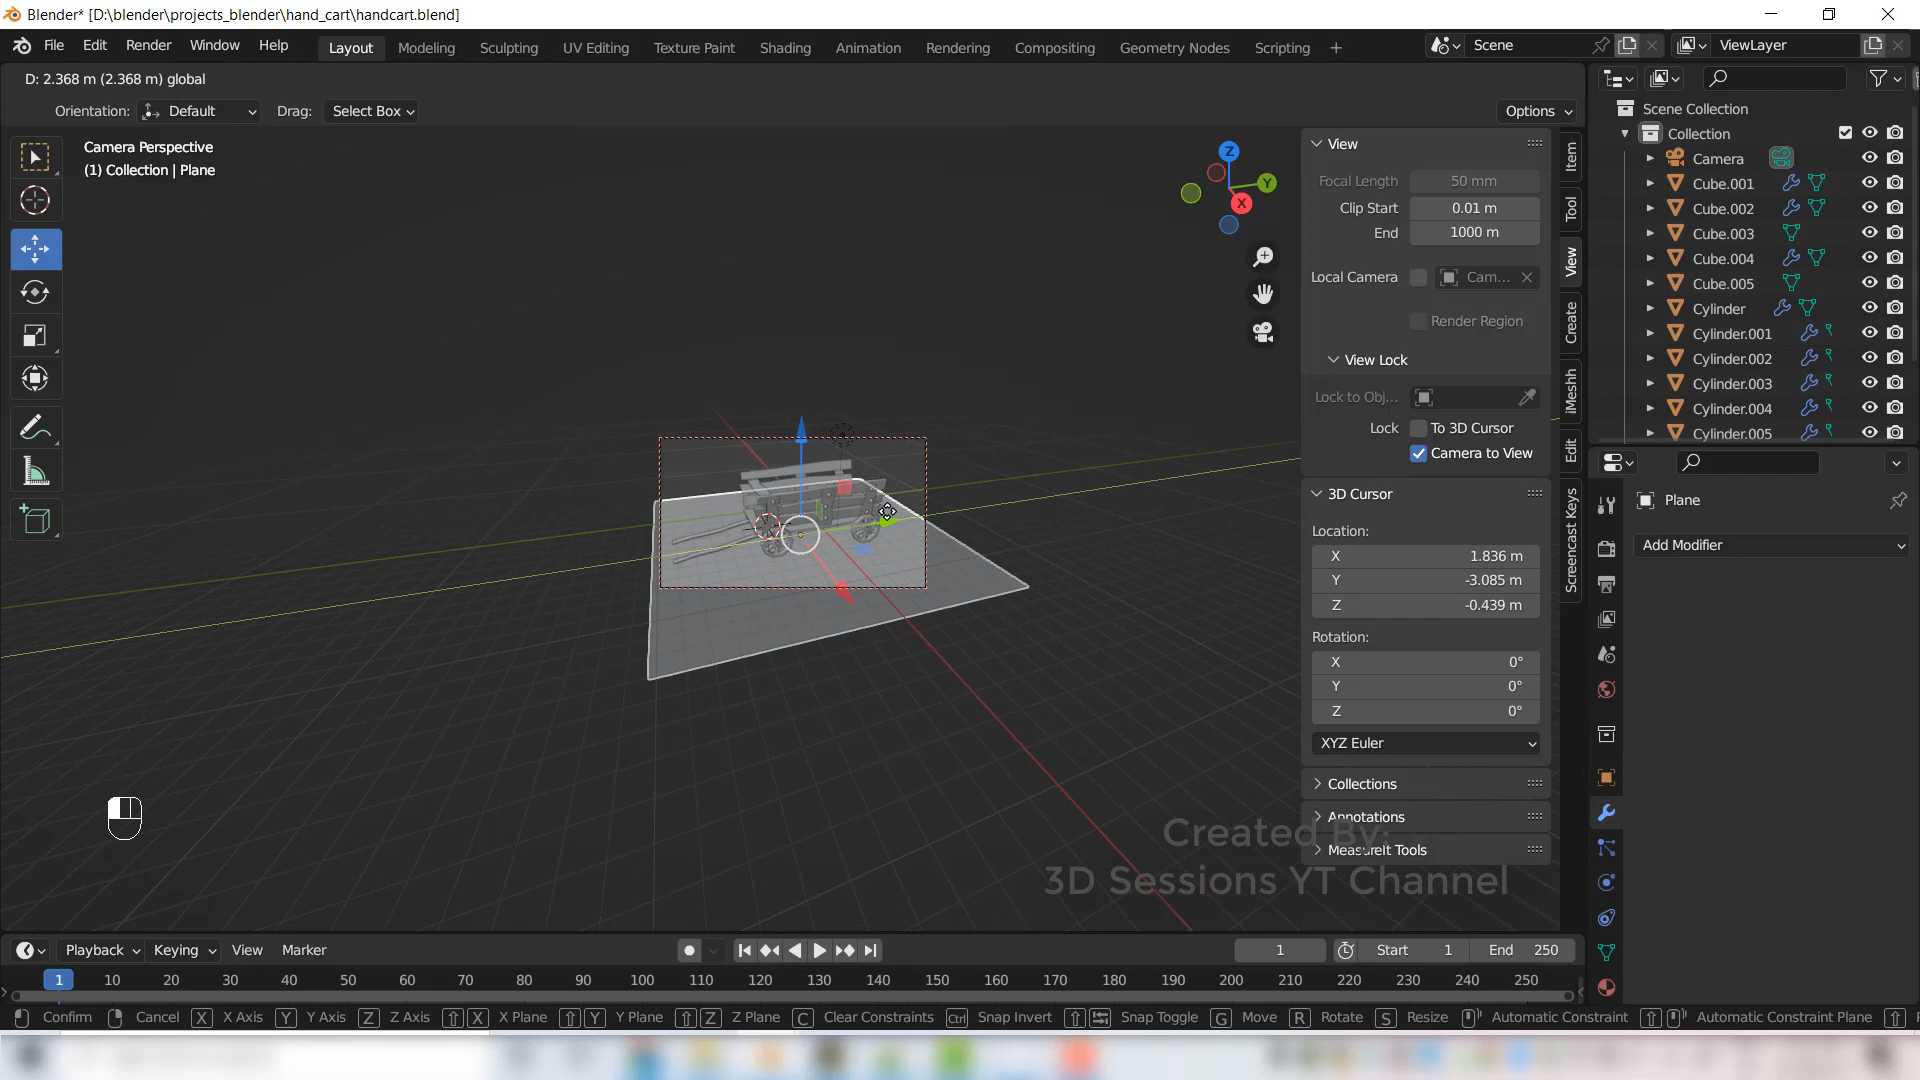 Blender* [D:\blender\projects_blender\hand_cart\handcart.blend]
File Edit Render Window Help Layout Modeling Sculpting UV Editing Texture Paint Shading Animation Rendering Compositing Geometry Nodes Scripting + Scene ViewLayer
D: 2.368 m (2.368 m) global
Orientation: Default Drag: Select Box Options
Camera Perspective
(1) Collection | Plane
Z
Y
X
View
Focal Length 50 mm
Clip Start 0.01 m
End 1000 m
Local Camera Cam...
Render Region
View Lock
Lock to Obj...
Lock To 3D Cursor
Camera to View
3D Cursor
Location:
X 1.836 m
Y -3.085 m
Z -0.439 m
Rotation:
X 0°
Y 0°
Z 0°
XYZ Euler
Collections
Annotations
MeasureIt Tools
Item
Tool
View
Create
iMeshh
Edit
Screencast Keys
Scene Collection
Collection
Camera
Cube.001
Cube.002
Cube.003
Cube.004
Cube.005
Cylinder
Cylinder.001
Cylinder.002
Cylinder.003
Cylinder.004
Cylinder.005
Plane
Add Modifier
Created By:
3D Sessions YT Channel
Playback Keying View Marker 1 Start 1 End 250
1 10 20 30 40 50 60 70 80 90 100 110 120 130 140 150 160 170 180 190 200 210 220 230 240 250
Confirm Cancel X X Axis Y Y Axis Z Z Axis X X Plane Y Y Plane Z Z Plane C Clear Constraints Ctrl Snap Invert Snap Toggle G Move R Rotate S Resize Automatic Constraint Automatic Constraint Plane